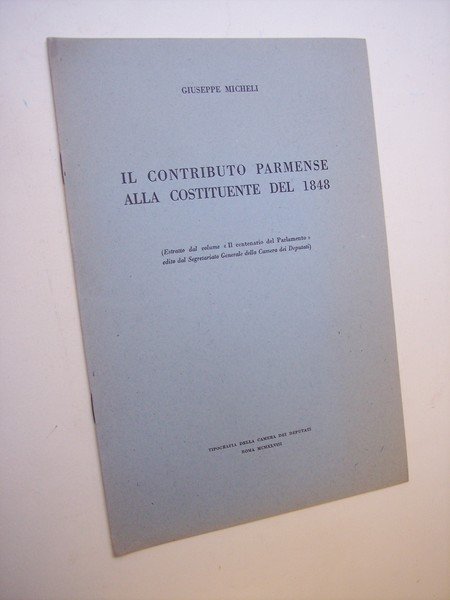 GIUSEPPE MICHELI
IL CONTRIBUTO PARMENSE
ALLA COSTITUENTE DEL 1848
(Estratto dal volume « Il centenario del Parlamento »
edito dal Segretariato Generale della Camera dei Deputati)
TIPOGRAFIA DELLA CAMERA DEI DEPUTATI
ROMA MCMXLVIII